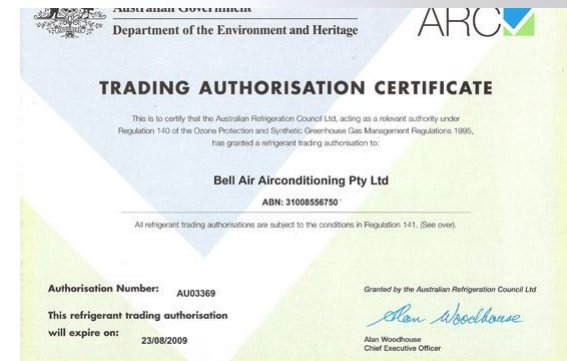 Australian Government
Department of the Environment and Heritage
ARC
TRADING AUTHORISATION CERTIFICATE
This is to certify that the Australian Refrigeration Council Ltd, acting as a relevant authority under
Regulation 140 of the Ozone Protection and Synthetic Greenhouse Gas Management Regulations 1995,
has granted a refrigerant trading authorisation to:
Bell Air Airconditioning Pty Ltd
ABN: 31008556750
All refrigerant trading authorisations are subject to the conditions in Regulation 141. (See over).
Authorisation Number: AU03369
This refrigerant trading authorisation
will expire on: 23/08/2009
Granted by the Australian Refrigeration Council Ltd
Alan Woodhouse
Alan Woodhouse
Chief Executive Officer